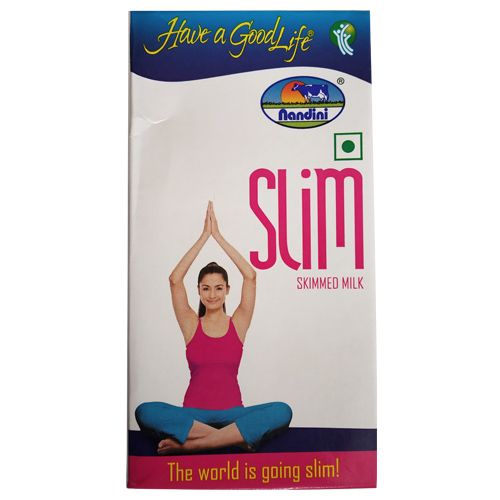 Have a Good Life®
®
Nandini
SLiM
SKIMMED MILK
The world is going slim!